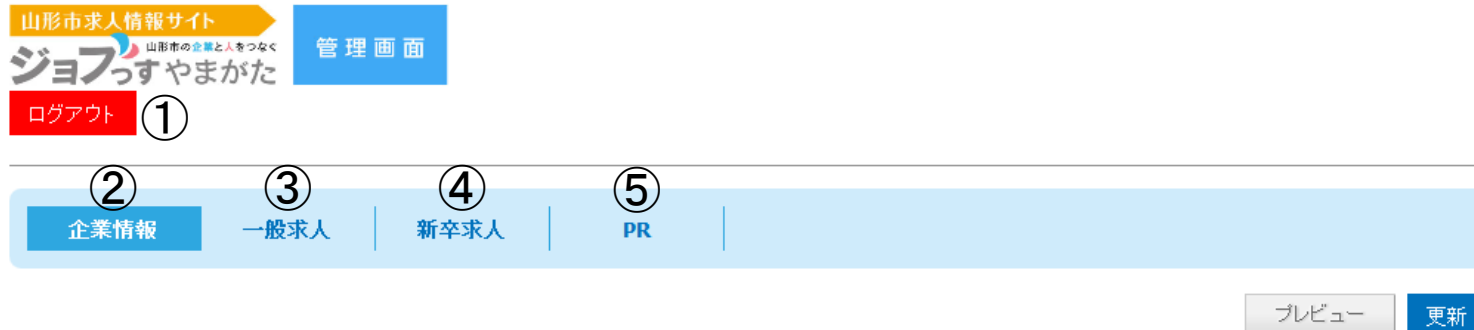 山形市求人情報サイト
山形市の企業と人をつなぐ
ジョブっすやまがた
管理画面
ログアウト ①
② ③ ④ ⑤
企業情報 一般求人 新卒求人 PR
プレビュー 更新